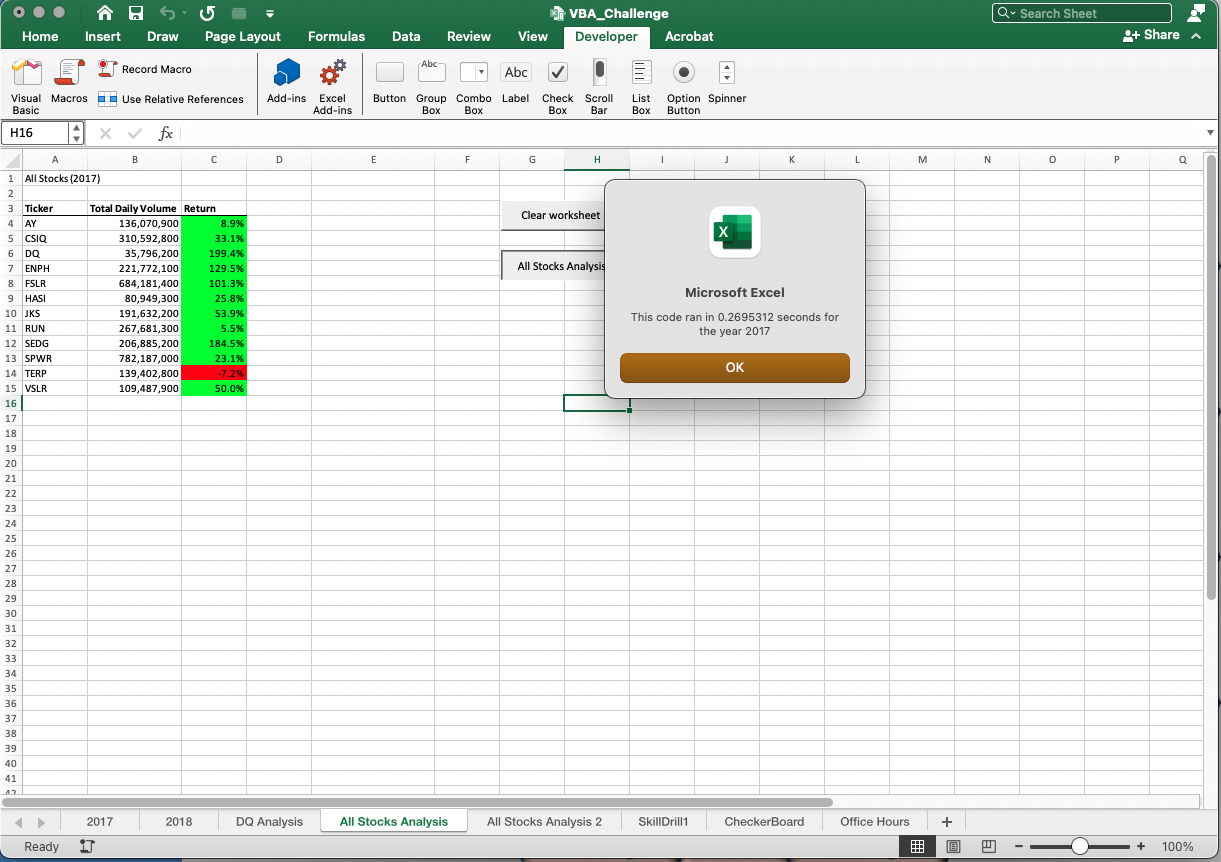 VBA_Challenge
Search Sheet
Home Insert Draw Page Layout Formulas Data Review View Developer Acrobat
Share
Visual Basic
Macros
Record Macro
Use Relative References
Add-ins
Excel Add-ins
Button
Group Box
Combo Box
Label
Check Box
Scroll Bar
List Box
Option Button
Spinner
Abc
Abc
H16
fx
A B C D E F G H I J K L M N O P Q
1 All Stocks (2017)
2
3 Ticker Total Daily Volume Return
4 AY 136,070,900 8.9%
5 CSIQ 310,592,800 33.1%
6 DQ 35,796,200 199.4%
7 ENPH 221,772,100 129.5%
8 FSLR 684,181,400 101.3%
9 HASI 80,949,300 25.8%
10 JKS 191,632,200 53.9%
11 RUN 267,681,300 5.5%
12 SEDG 206,885,200 184.5%
13 SPWR 782,187,000 23.1%
14 TERP 139,402,800 -7.2%
15 VSLR 109,487,900 50.0%
16
17
18
19
20
21
22
23
24
25
26
27
28
29
30
31
32
33
34
35
36
37
38
39
40
41
42
Clear worksheet
All Stocks Analysis
X
Microsoft Excel
This code ran in 0.2695312 seconds for
the year 2017
OK
2017 2018 DQ Analysis All Stocks Analysis All Stocks Analysis 2 SkillDrill1 CheckerBoard Office Hours +
Ready
100%